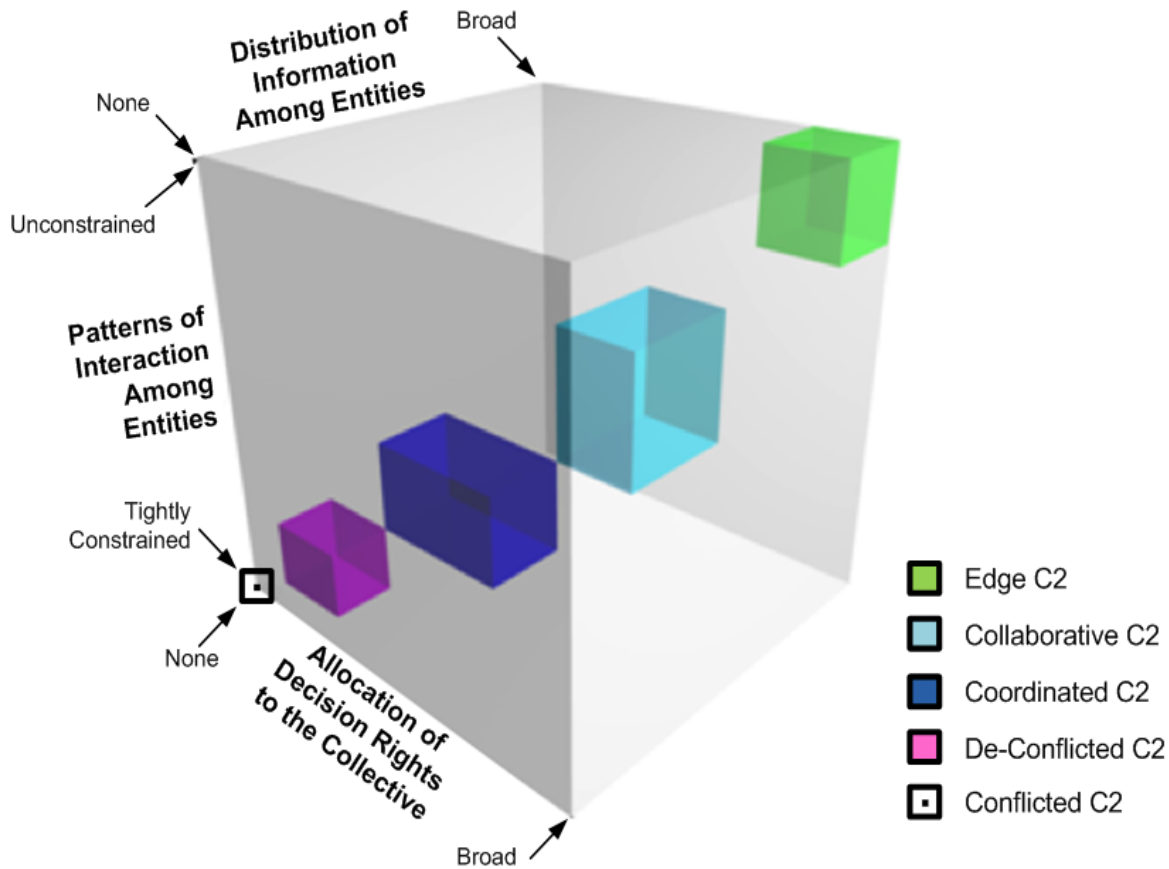 Distribution of
Information
Among Entities
Broad
None
Unconstrained
Patterns of
Interaction
Among
Entities
Tightly
Constrained
None
Allocation of
Decision Rights
to the Collective
Broad
Edge C2
Collaborative C2
Coordinated C2
De-Conflicted C2
Conflicted C2